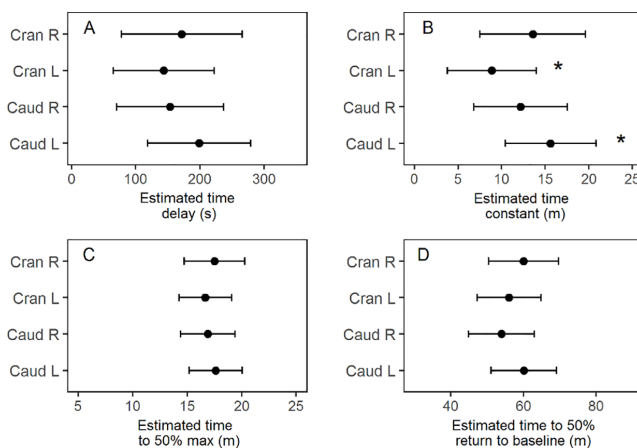 A
Cran R
Cran L
Caud R
Caud L
0 100 200 300
Estimated time
delay (s)
B
Cran R
Cran L *
Caud R
Caud L *
0 5 10 15 20 25
Estimated time
constant (m)
C
Cran R
Cran L
Caud R
Caud L
5 10 15 20 25
Estimated time
to 50% max (m)
D
Cran R
Cran L
Caud R
Caud L
40 60 80
Estimated time to 50%
return to baseline (m)